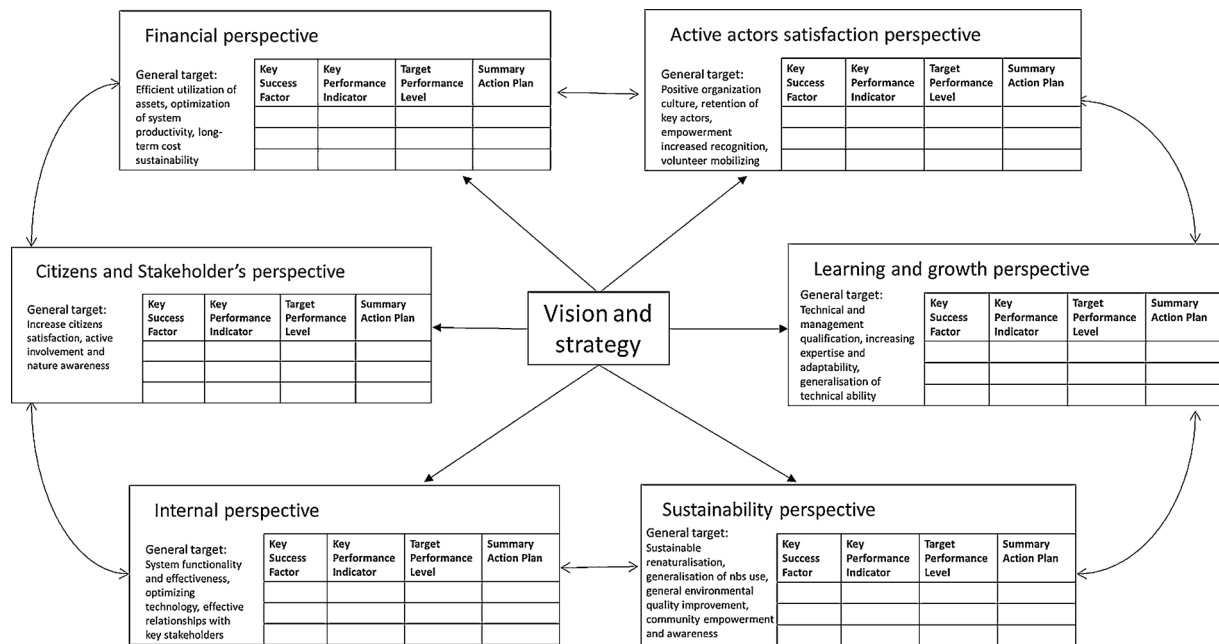 Financial perspective
General target:
Efficient utilization of
assets, optimization
of system
productivity, long-
term cost
sustainability
Key
Success
Factor
Key
Performance
Indicator
Target
Performance
Level
Summary
Action Plan
Active actors satisfaction perspective
General target:
Positive organization
culture, retention of
key actors,
empowerment
increased recognition,
volunteer mobilizing
Key
Success
Factor
Key
Performance
Indicator
Target
Performance
Level
Summary
Action Plan
Citizens and Stakeholder's perspective
General target:
Increase citizens
satisfaction, active
involvement and
nature awareness
Key
Success
Factor
Key
Performance
Indicator
Target
Performance
Level
Summary
Action Plan
Vision and
strategy
Learning and growth perspective
General target:
Technical and
management
qualification, increasing
expertise and
adaptability,
generalisation of
technical ability
Key
Success
Factor
Key
Performance
Indicator
Target
Performance
Level
Summary
Action Plan
Internal perspective
General target:
System functionality
and effectiveness,
optimizing
technology, effective
relationships with
key stakeholders
Key
Success
Factor
Key
Performance
Indicator
Target
Performance
Level
Summary
Action Plan
Sustainability perspective
General target:
Sustainable
renaturalisation,
generalisation of nbs use,
general environmental
quality improvement,
community empowerment
and awareness
Key
Success
Factor
Key
Performance
Indicator
Target
Performance
Level
Summary
Action Plan